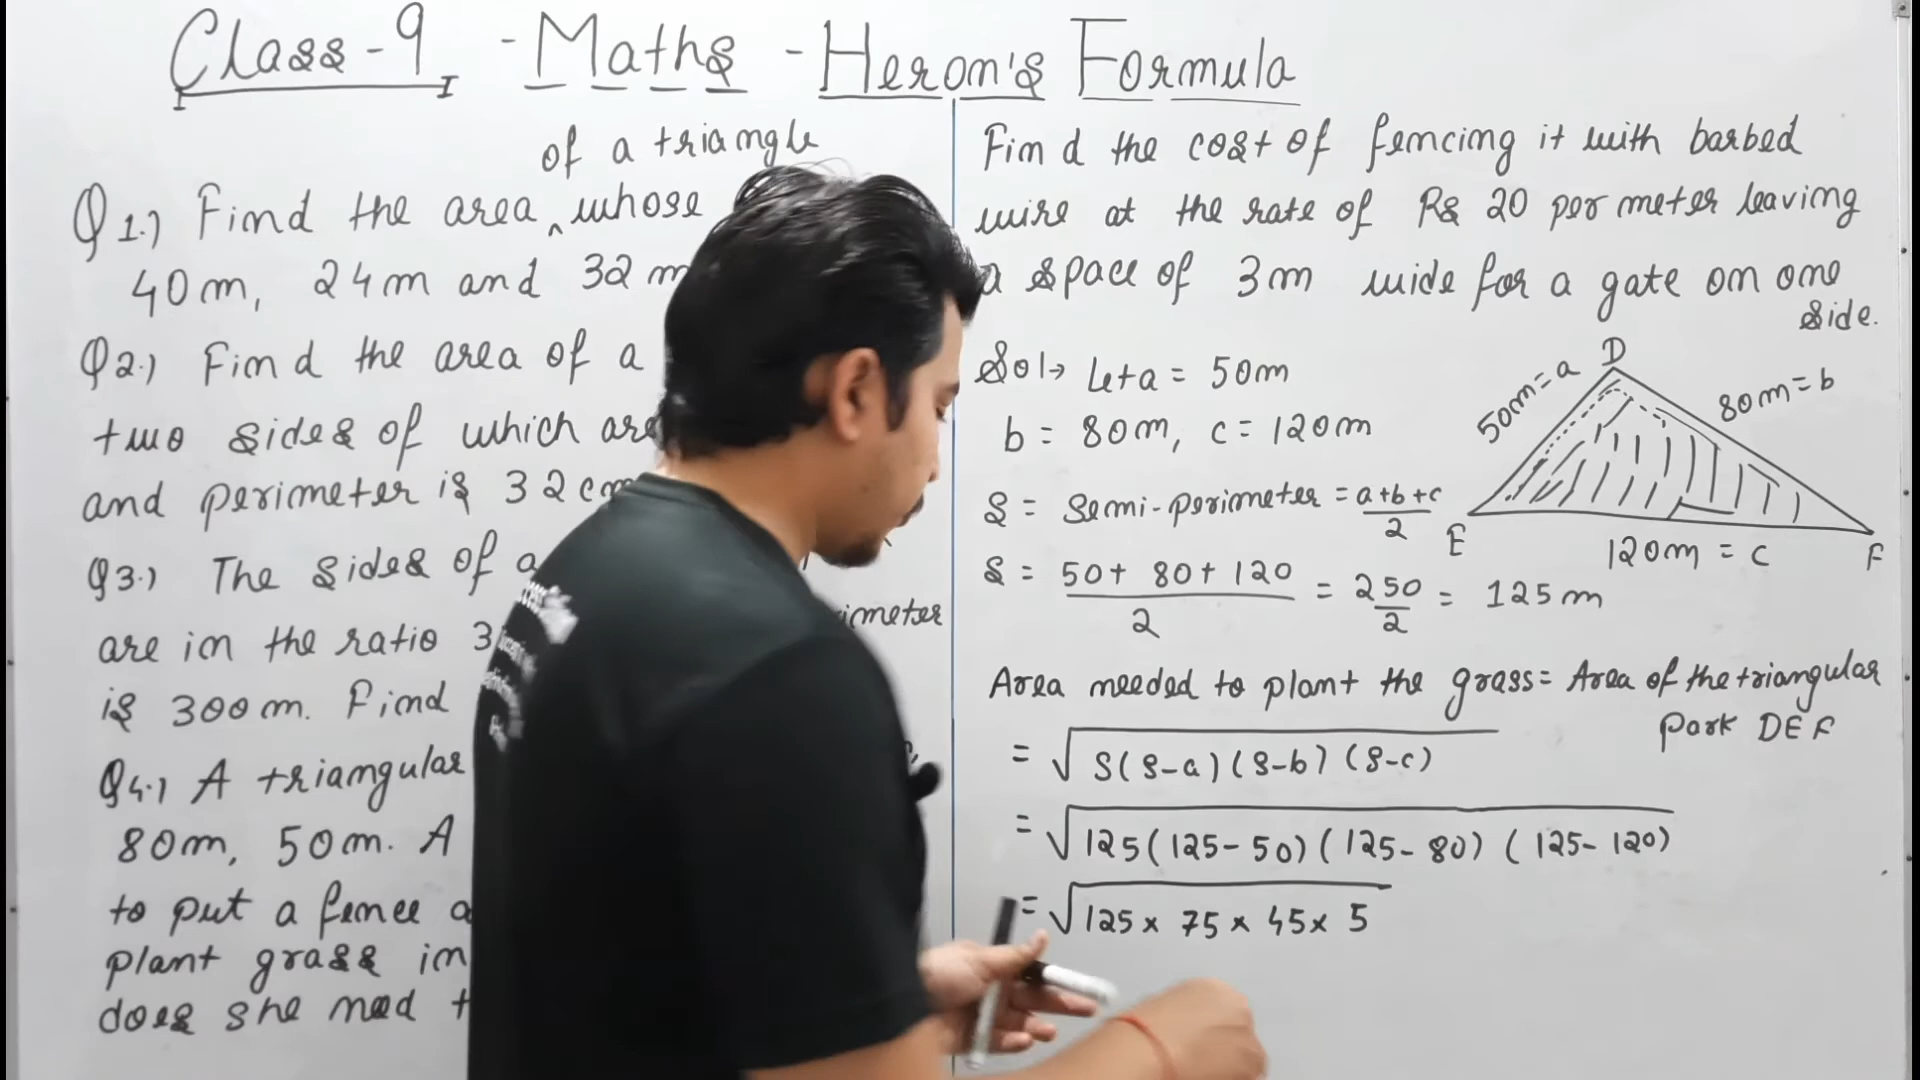 Class-9 - Maths - Heron's Formula
of a triangle
Q1.) Find the area ‸ whose
40m, 24m and 32m
Q2.) Find the area of a
two sides of which are
and perimeter is 32cm
Q3.) The sides of a
imeter
are in the ratio 3
is 300m. Find
Q4.) A triangular
80m, 50m. A
to put a fence a
plant grass in
does she need t
Find the cost of fencing it with barbed
wire at the rate of Rs 20 per meter leaving
a space of 3m wide for a gate on one
side.
Sol→ Let a = 50m
b = 80m, c = 120m
S = Semi-perimeter = a+b+c/2
S = 50+ 80+ 120/2 = 250/2 = 125m
D
50m=a
80m=b
E
120m = c
F
Area needed to plant the grass = Area of the triangular
park DEF
= √S(S-a)(S-b)(S-c)
= √125(125-50)(125-80)(125-120)
= √125× 75× 45× 5